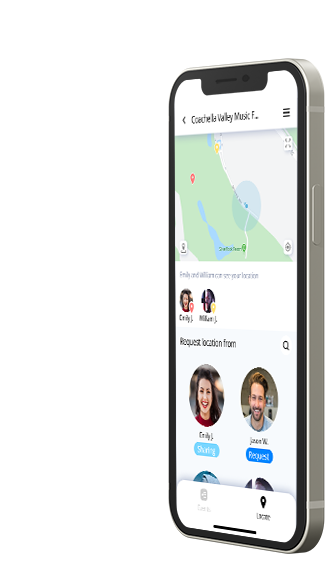 Coachella Valley Music F...
Emily and William can see your location
Emily J.
William J.
Request location from
Emily J.
Jason W.
Sharing
Request
Events
Locate